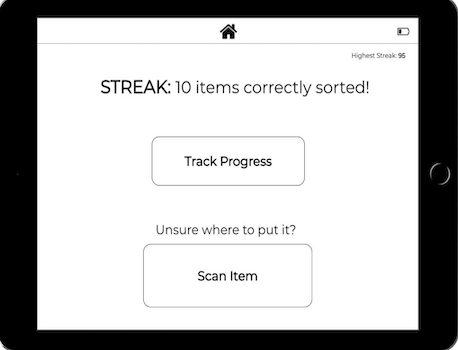 Highest Streak: 95
STREAK: 10 items correctly sorted!
Track Progress
Unsure where to put it?
Scan Item